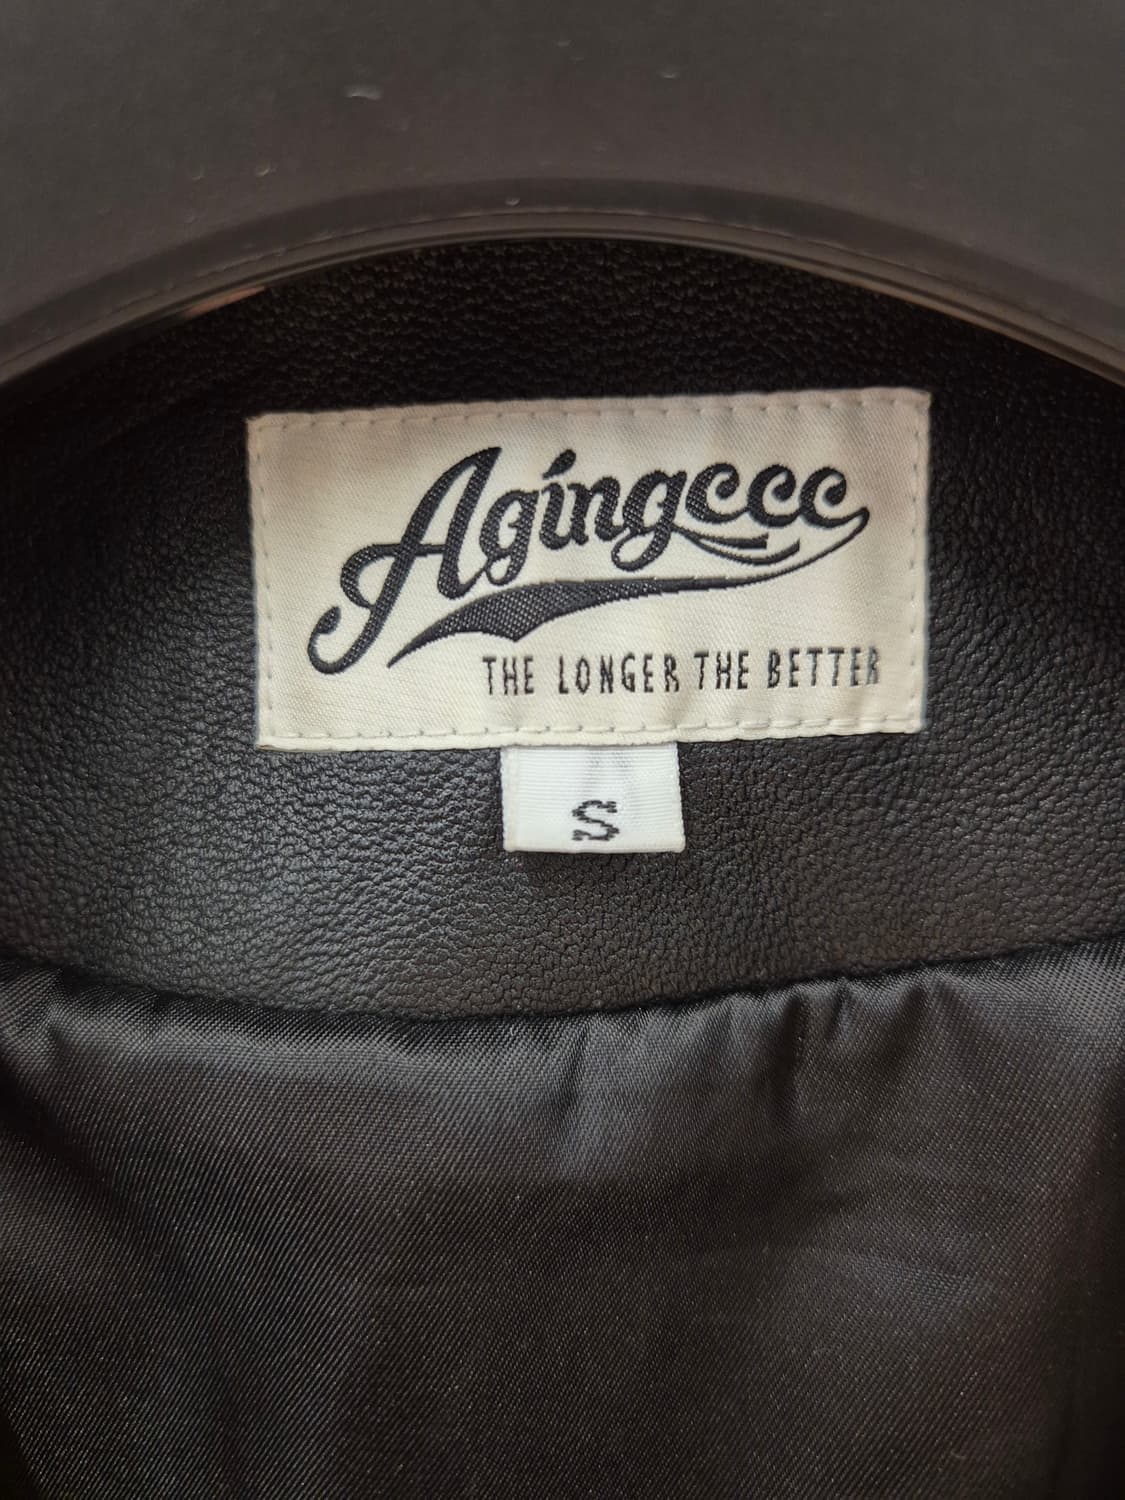 Agingccc
THE LONGER THE BETTER
S